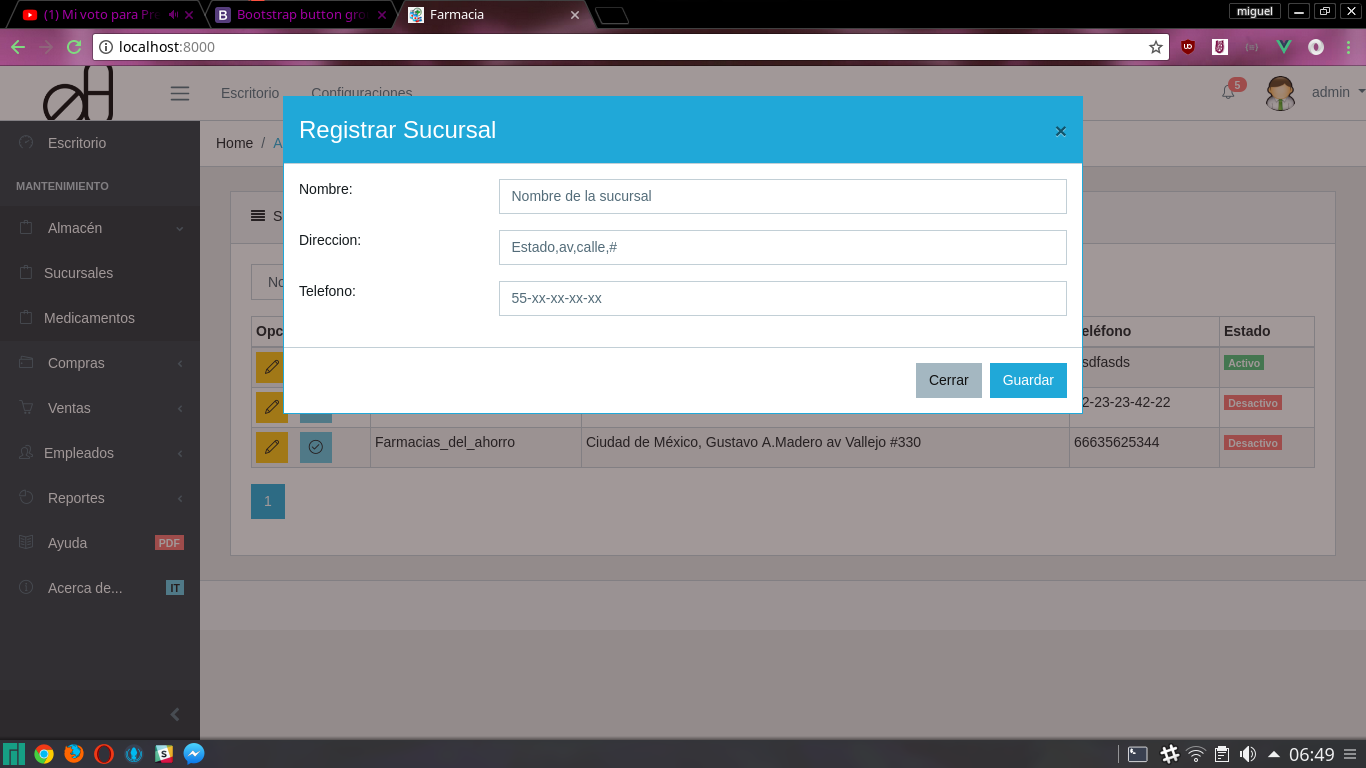 (1) Mi voto para Pr
Bootstrap button gro
Farmacia
miguel
localhost:8000
Escritorio
Configuraciones
5
admin
Registrar Sucursal
×
Escritorio
Home / A
MANTENIMIENTO
Nombre:
Nombre de la sucursal
Almacén
Direccion:
Estado,av,calle,#
Sucursales
Telefono:
55-xx-xx-xx-xx
Medicamentos
Opc
eléfono
Estado
Compras
sdfasds
Activo
Cerrar
Guardar
Ventas
2-23-23-42-22
Desactivo
Empleados
Farmacias_del_ahorro
Ciudad de México, Gustavo A.Madero av Vallejo #330
66635625344
Desactivo
Reportes
1
Ayuda
PDF
Acerca de...
IT
06:49